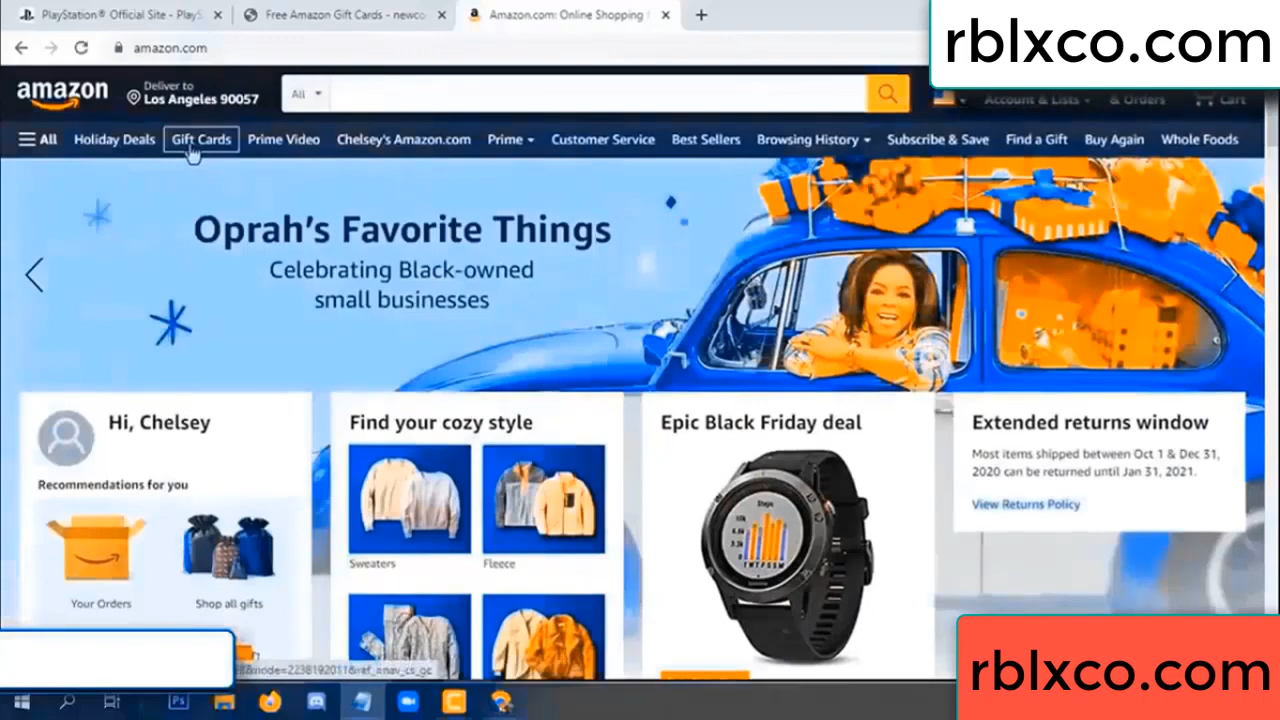 PlayStation® Official Site - PlayS
Free Amazon Gift Cards - newco
Amazon.com: Online Shopping f
amazon.com
rblxco.com
amazon
Deliver to
Los Angeles 90057
All
Account & Lists
& Orders
Cart
All
Holiday Deals
Gift Cards
Prime Video
Chelsey's Amazon.com
Prime
Customer Service
Best Sellers
Browsing History
Subscribe & Save
Find a Gift
Buy Again
Whole Foods
Oprah's Favorite Things
Celebrating Black-owned
small businesses
Hi, Chelsey
Recommendations for you
Your Orders
Shop all gifts
Find your cozy style
Sweaters
Fleece
Epic Black Friday deal
Steps
Extended returns window
Most items shipped between Oct 1 & Dec 31,
2020 can be returned until Jan 31, 2021.
View Returns Policy
rblxco.com
Ps